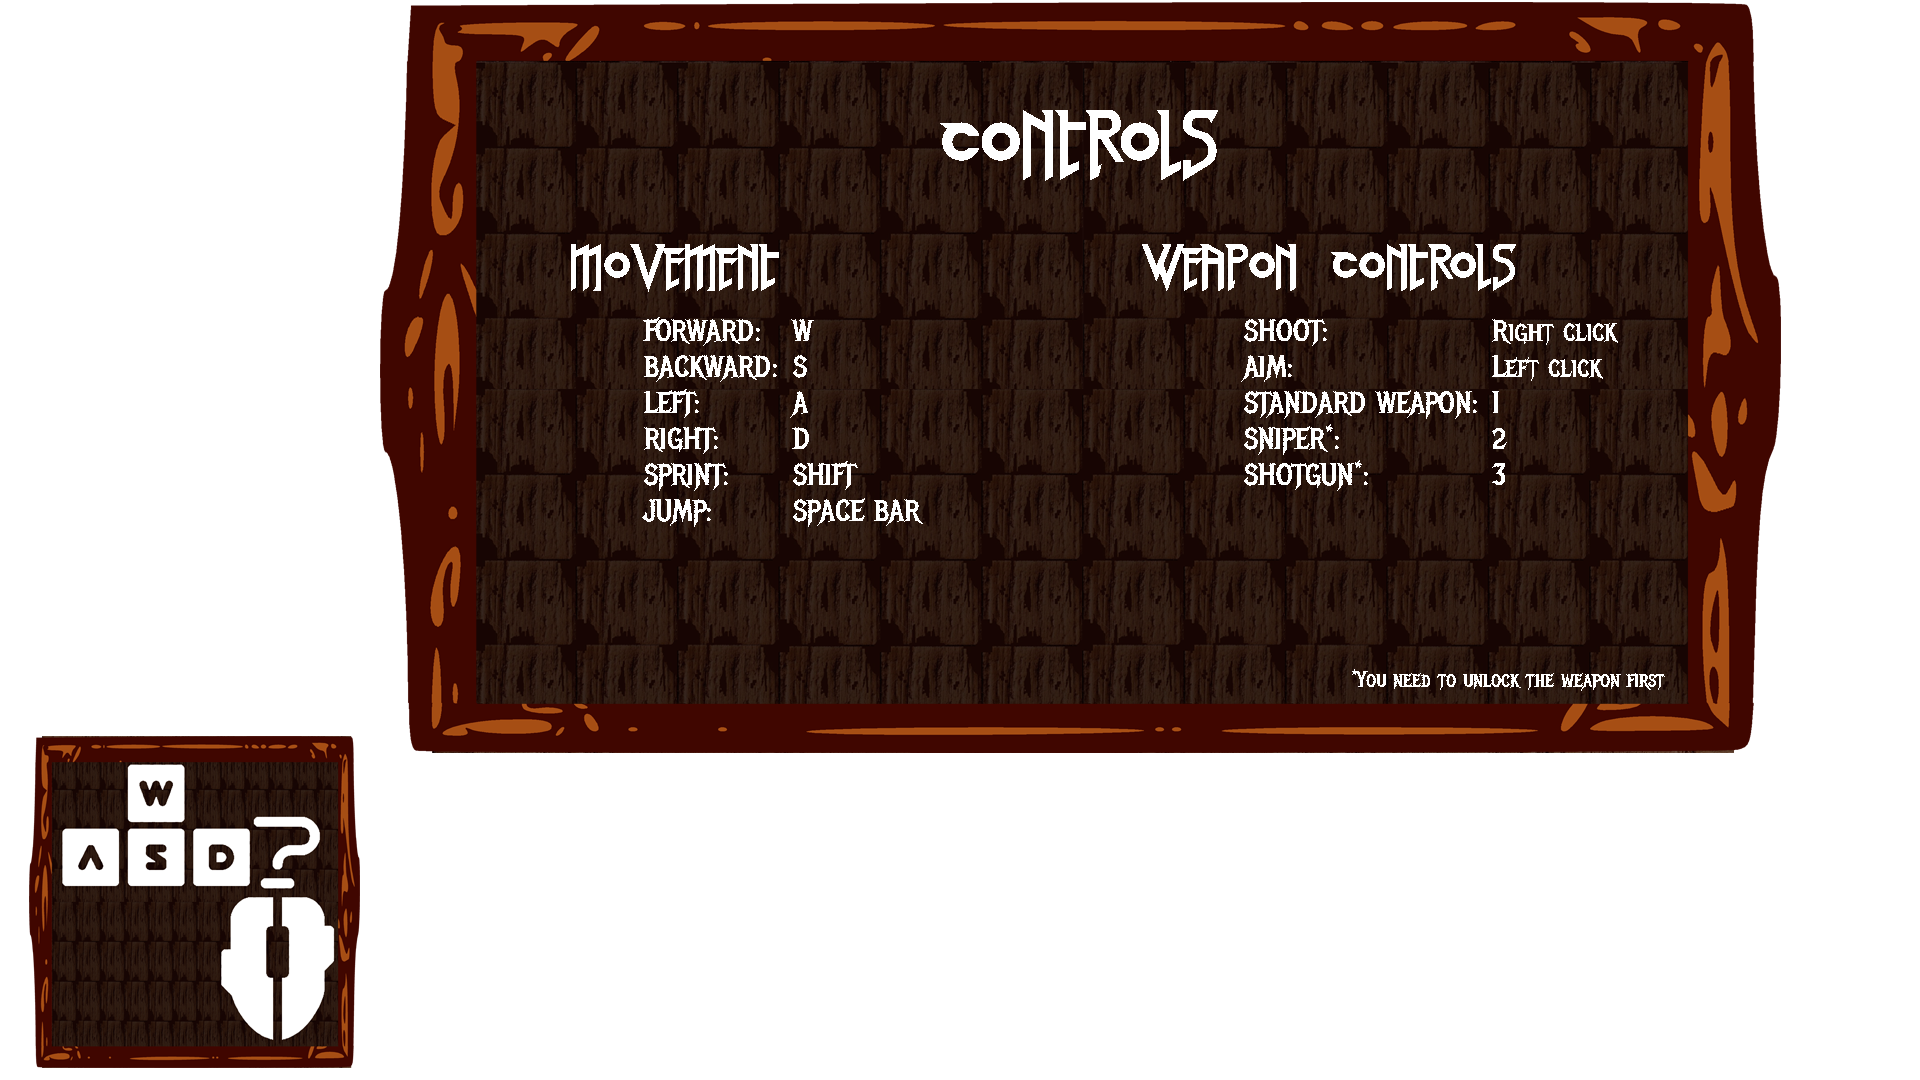 CONTROLS
MOVEMENT
FORWARD: W
BACKWARD: S
LEFT: A
RIGHT: D
SPRINT: SHIFT
JUMP: SPACE BAR
WEAPON CONTROLS
SHOOT: RIGHT CLICK
AIM: LEFT CLICK
STANDARD WEAPON: 1
SNIPER*: 2
SHOTGUN*: 3
*YOU NEED TO UNLOCK THE WEAPON FIRST
W
A S D ?